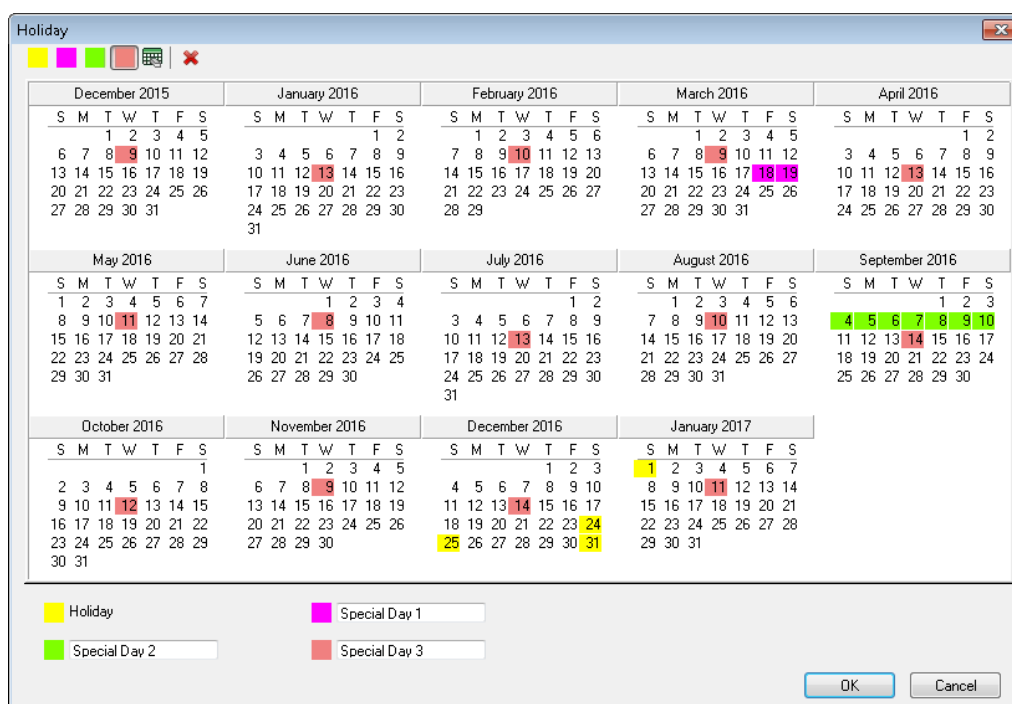 Holiday
December 2015 January 2016 February 2016 March 2016 April 2016
S M T W T F S S M T W T F S S M T W T F S S M T W T F S S M T W T F S
1 2 3 4 5 1 2 1 2 3 4 5 6 1 2 3 4 5 1 2
6 7 8 9 10 11 12 3 4 5 6 7 8 9 7 8 9 10 11 12 13 6 7 8 9 10 11 12 3 4 5 6 7 8 9
13 14 15 16 17 18 19 10 11 12 13 14 15 16 14 15 16 17 18 19 20 13 14 15 16 17 18 19 10 11 12 13 14 15 16
20 21 22 23 24 25 26 17 18 19 20 21 22 23 21 22 23 24 25 26 27 20 21 22 23 24 25 26 17 18 19 20 21 22 23
27 28 29 30 31 24 25 26 27 28 29 30 28 29 27 28 29 30 31 24 25 26 27 28 29 30
31
May 2016 June 2016 July 2016 August 2016 September 2016
S M T W T F S S M T W T F S S M T W T F S S M T W T F S S M T W T F S
1 2 3 4 5 6 7 1 2 3 4 1 2 1 2 3 4 5 6 1 2 3
8 9 10 11 12 13 14 5 6 7 8 9 10 11 3 4 5 6 7 8 9 7 8 9 10 11 12 13 4 5 6 7 8 9 10
15 16 17 18 19 20 21 12 13 14 15 16 17 18 10 11 12 13 14 15 16 14 15 16 17 18 19 20 11 12 13 14 15 16 17
22 23 24 25 26 27 28 19 20 21 22 23 24 25 17 18 19 20 21 22 23 21 22 23 24 25 26 27 18 19 20 21 22 23 24
29 30 31 26 27 28 29 30 24 25 26 27 28 29 30 28 29 30 31 25 26 27 28 29 30
31
October 2016 November 2016 December 2016 January 2017
S M T W T F S S M T W T F S S M T W T F S S M T W T F S
1 1 2 3 4 5 1 2 3 1 2 3 4 5 6 7
2 3 4 5 6 7 8 6 7 8 9 10 11 12 4 5 6 7 8 9 10 8 9 10 11 12 13 14
9 10 11 12 13 14 15 13 14 15 16 17 18 19 11 12 13 14 15 16 17 15 16 17 18 19 20 21
16 17 18 19 20 21 22 20 21 22 23 24 25 26 18 19 20 21 22 23 24 22 23 24 25 26 27 28
23 24 25 26 27 28 29 27 28 29 30 25 26 27 28 29 30 31 29 30 31
30 31
Holiday Special Day 1
Special Day 2 Special Day 3
OK Cancel